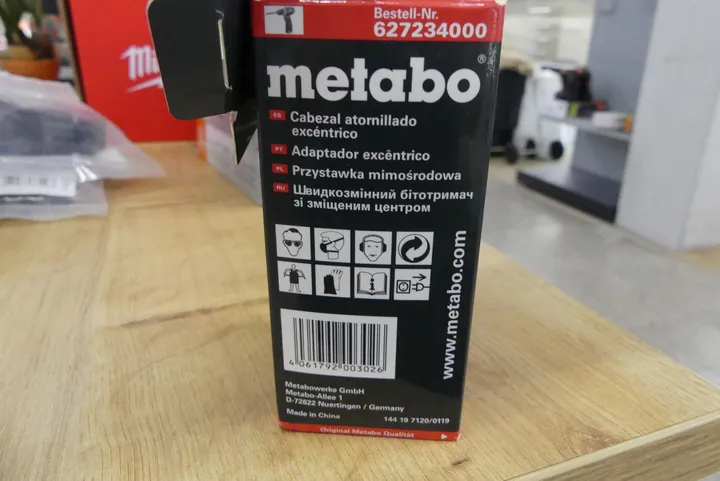 Bestell-Nr.
627234000
metabo®
ES Cabezal atornillado
excéntrico
PT Adaptador excêntrico
PL Przystawka mimośrodowa
RU Швидкозмінний бітотримач
зі зміщеним центром
www.metabo.com
4 061792 003026
Metabowerke GmbH
Metabo-Allee 1
D-72622 Nuertingen / Germany
Made in China
144 19 7120/0119
Original Metabo Qualität